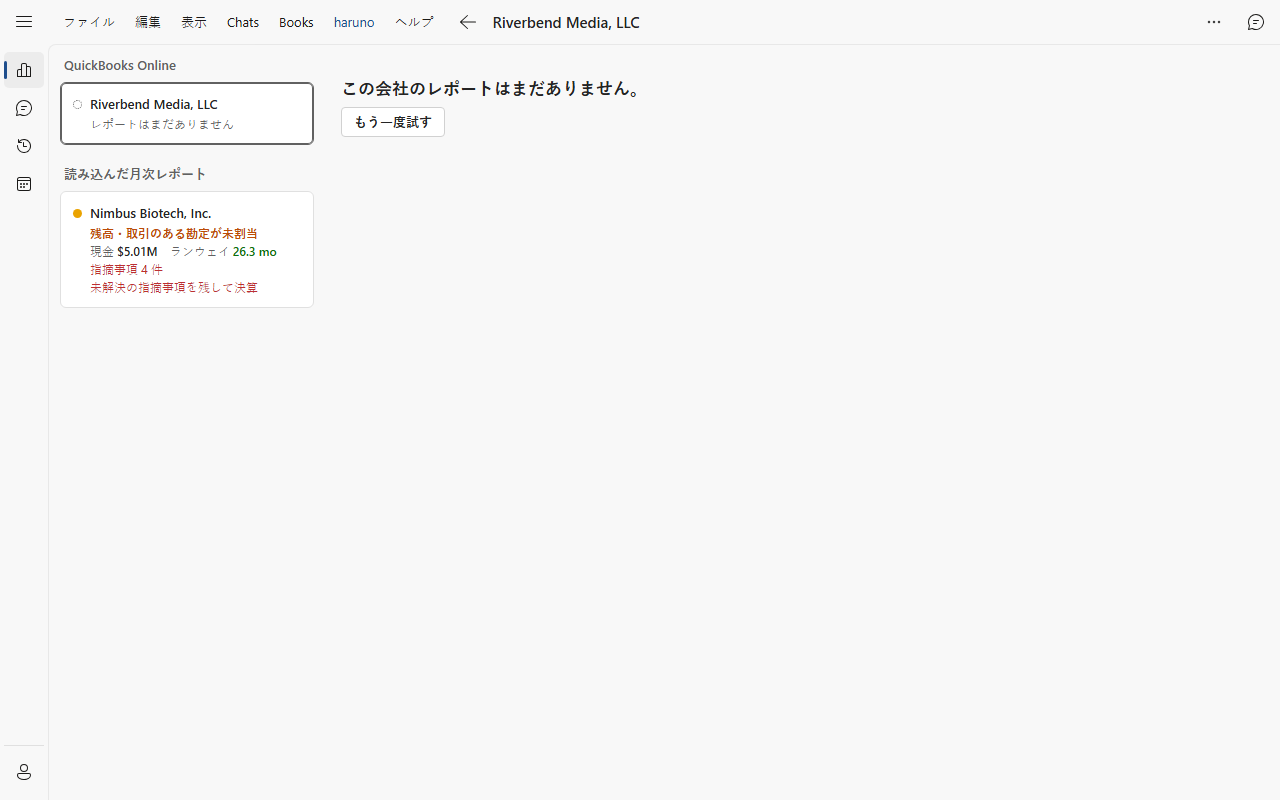 ファイル 編集 表示 Chats Books haruno ヘルプ Riverbend Media, LLC
QuickBooks Online
Riverbend Media, LLC
レポートはまだありません
この会社のレポートはまだありません。
もう一度試す
読み込んだ月次レポート
Nimbus Biotech, Inc.
残高・取引のある勘定が未割当
現金 $5.01M ランウェイ 26.3 mo
指摘事項 4 件
未解決の指摘事項を残して決算